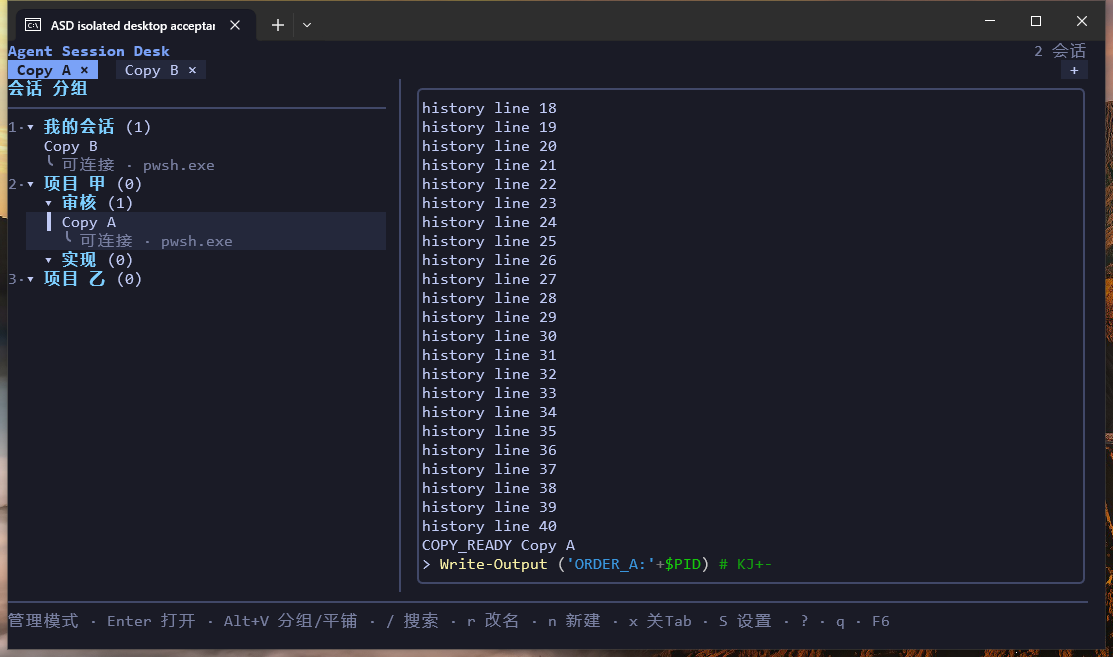 ASD isolated desktop acceptar
Agent Session Desk
2 会话
Copy A ×
Copy B ×
+
会话 分组
1·▾ 我的会话 (1)
Copy B
╰ 可连接 · pwsh.exe
2·▾ 项目 甲 (0)
▾ 审核 (1)
Copy A
╰ 可连接 · pwsh.exe
▾ 实现 (0)
3·▾ 项目 乙 (0)
history line 18
history line 19
history line 20
history line 21
history line 22
history line 23
history line 24
history line 25
history line 26
history line 27
history line 28
history line 29
history line 30
history line 31
history line 32
history line 33
history line 34
history line 35
history line 36
history line 37
history line 38
history line 39
history line 40
COPY_READY Copy A
> Write-Output ('ORDER_A:'+$PID) # KJ+-
管理模式 · Enter 打开 · Alt+V 分组/平铺 · / 搜索 · r 改名 · n 新建 · x 关Tab · S 设置 · ? · q · F6